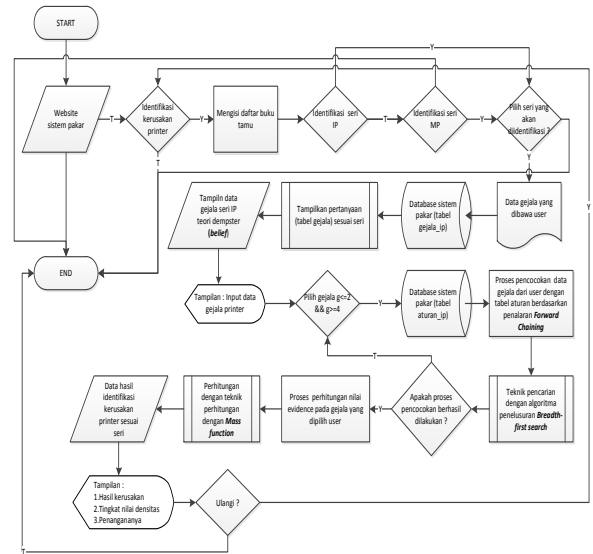 START
Website
sistem pakar
T
Identifikasi
kerusakan
printer
Y
T
Mengisi daftar buku
tamu
Identifikasi seri
IP
Y
T
Identifikasi seri
MP
Y
Pilih seri yang
akan
diidentifikasi ?
Y
Y
Data gejala yang
dibawa user
Database sistem
pakar (tabel
gejala_ip)
Tampilkan pertanyaan
(tabel gejala) sesuai seri
Tampiln data
gejala seri IP
teori dempster
(belief)
END
Tampilan : Input data
gejala printer
Pilih gejala g<=2
&& g>=4
Y
Database sistem
pakar (tabel
aturan_ip)
Proses pencocokan data
gejala dari user dengan
tabel aturan berdasarkan
penalaran Forward
Chaining
T
Teknik pencarian
dengan algoritma
penelusuran Breadth-
first search
Apakah proses
pencocokan berhasil
dilakukan ?
Y
Proses perhitungan nilai
evidence pada gejala yang
dipilih user
Perhitungan
dengan teknik
perhitungan
dengan Mass
function
Data hasil
identifikasi
kerusakan
printer sesuai
seri
Tampilan :
1.Hasil kerusakan
2.Tingkat nilai densitas
3.Penangananya
Ulangi ?
T